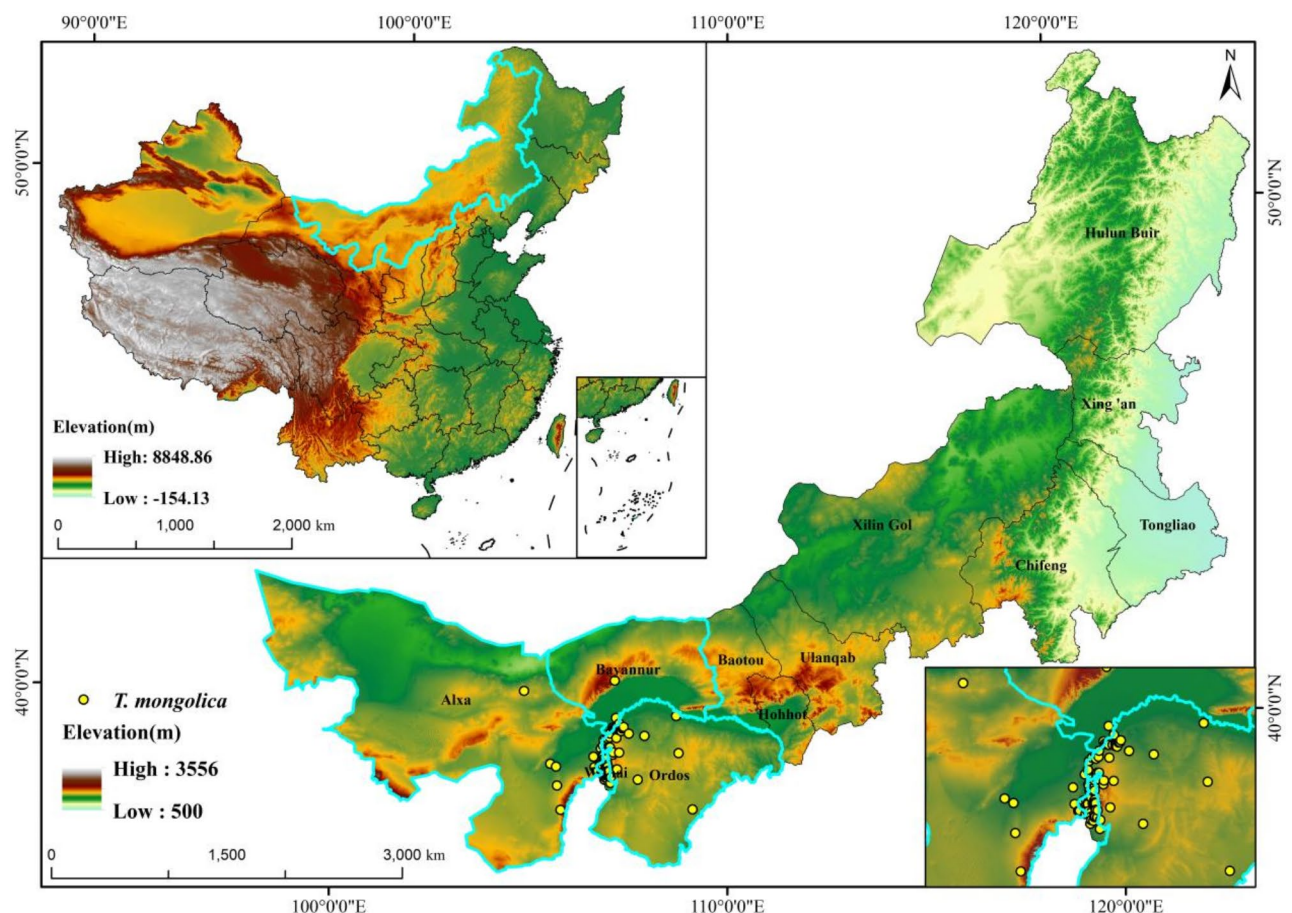 90°0'0"E 100°0'0"E 110°0'0"E 120°0'0"E
N
50°0'0"N
50°0'0"N
Hulun Buir
Xing 'an
Elevation(m)
High: 8848.86
Low : -154.13
0 1,000 2,000 km
Xilin Gol
Tongliao
Chifeng
Bayannur
Baotou
Ulanqab
40°0'0"N
40°0'0"N
T. mongolica
Alxa
Hohhot
Elevation(m)
Ordos
High : 3556
Low : 500
0 1,500 3,000 km
100°0'0"E 110°0'0"E 120°0'0"E